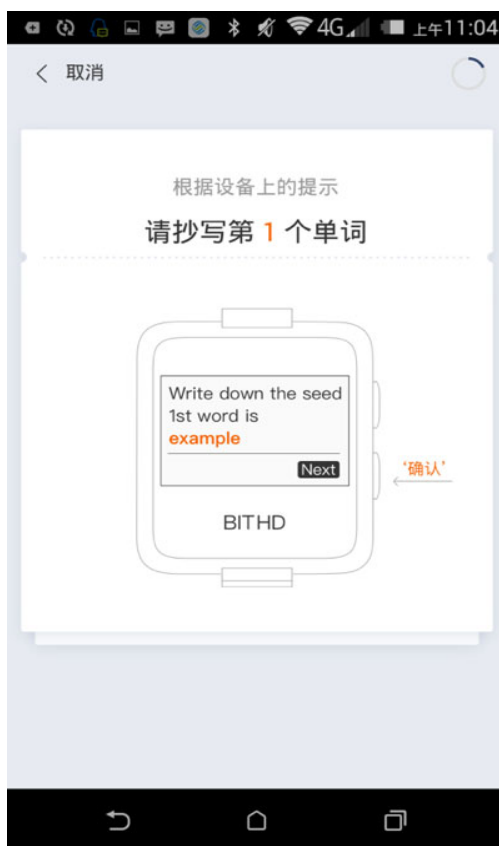 4G 上午11:04
取消
根据设备上的提示
请抄写第 1 个单词
Write down the seed
1st word is
example
Next
‘确认’
BITHD